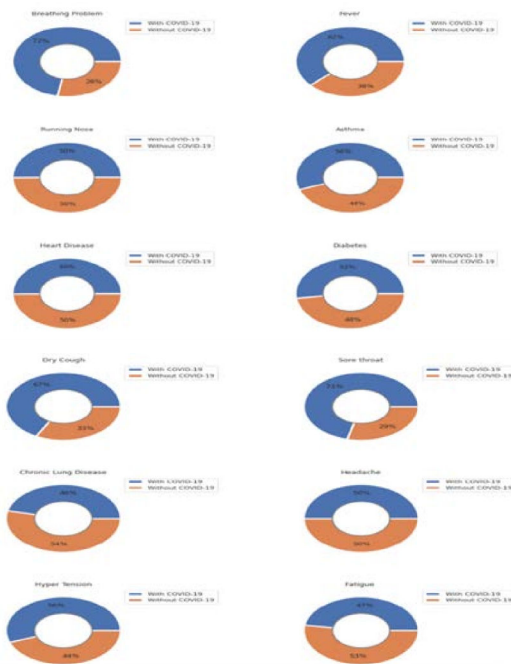 Breathing Problem
With COVID-19
Without COVID-19
72%
28%
Fever
With COVID-19
Without COVID-19
62%
38%
Running Nose
With COVID-19
Without COVID-19
50%
50%
Asthma
With COVID-19
Without COVID-19
56%
44%
Heart Disease
With COVID-19
Without COVID-19
50%
50%
Diabetes
With COVID-19
Without COVID-19
52%
48%
Dry Cough
With COVID-19
Without COVID-19
67%
33%
Sore throat
With COVID-19
Without COVID-19
71%
29%
Chronic Lung Disease
With COVID-19
Without COVID-19
46%
54%
Headache
With COVID-19
Without COVID-19
50%
50%
Hyper Tension
With COVID-19
Without COVID-19
56%
44%
Fatigue
With COVID-19
Without COVID-19
47%
53%